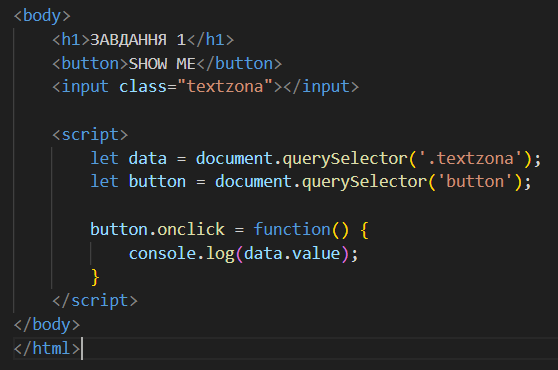 <body>
<h1>ЗАВДАННЯ 1</h1>
<button>SHOW ME</button>
<input class="textzona"></input>
<script>
let data = document.querySelector('.textzona');
let button = document.querySelector('button');
button.onclick = function() {
console.log(data.value);
}
</script>
</body>
</html>